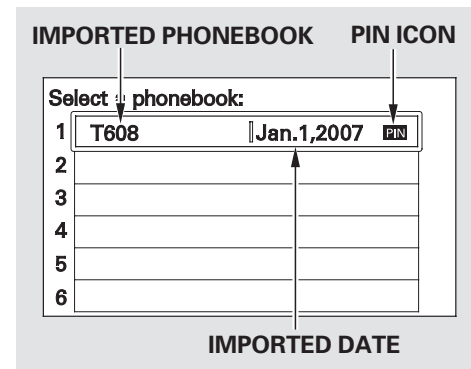 IMPORTED PHONEBOOK PIN ICON
Select a phonebook:
1 T608 Jan.1,2007 PIN
2
3
4
5
6
IMPORTED DATE